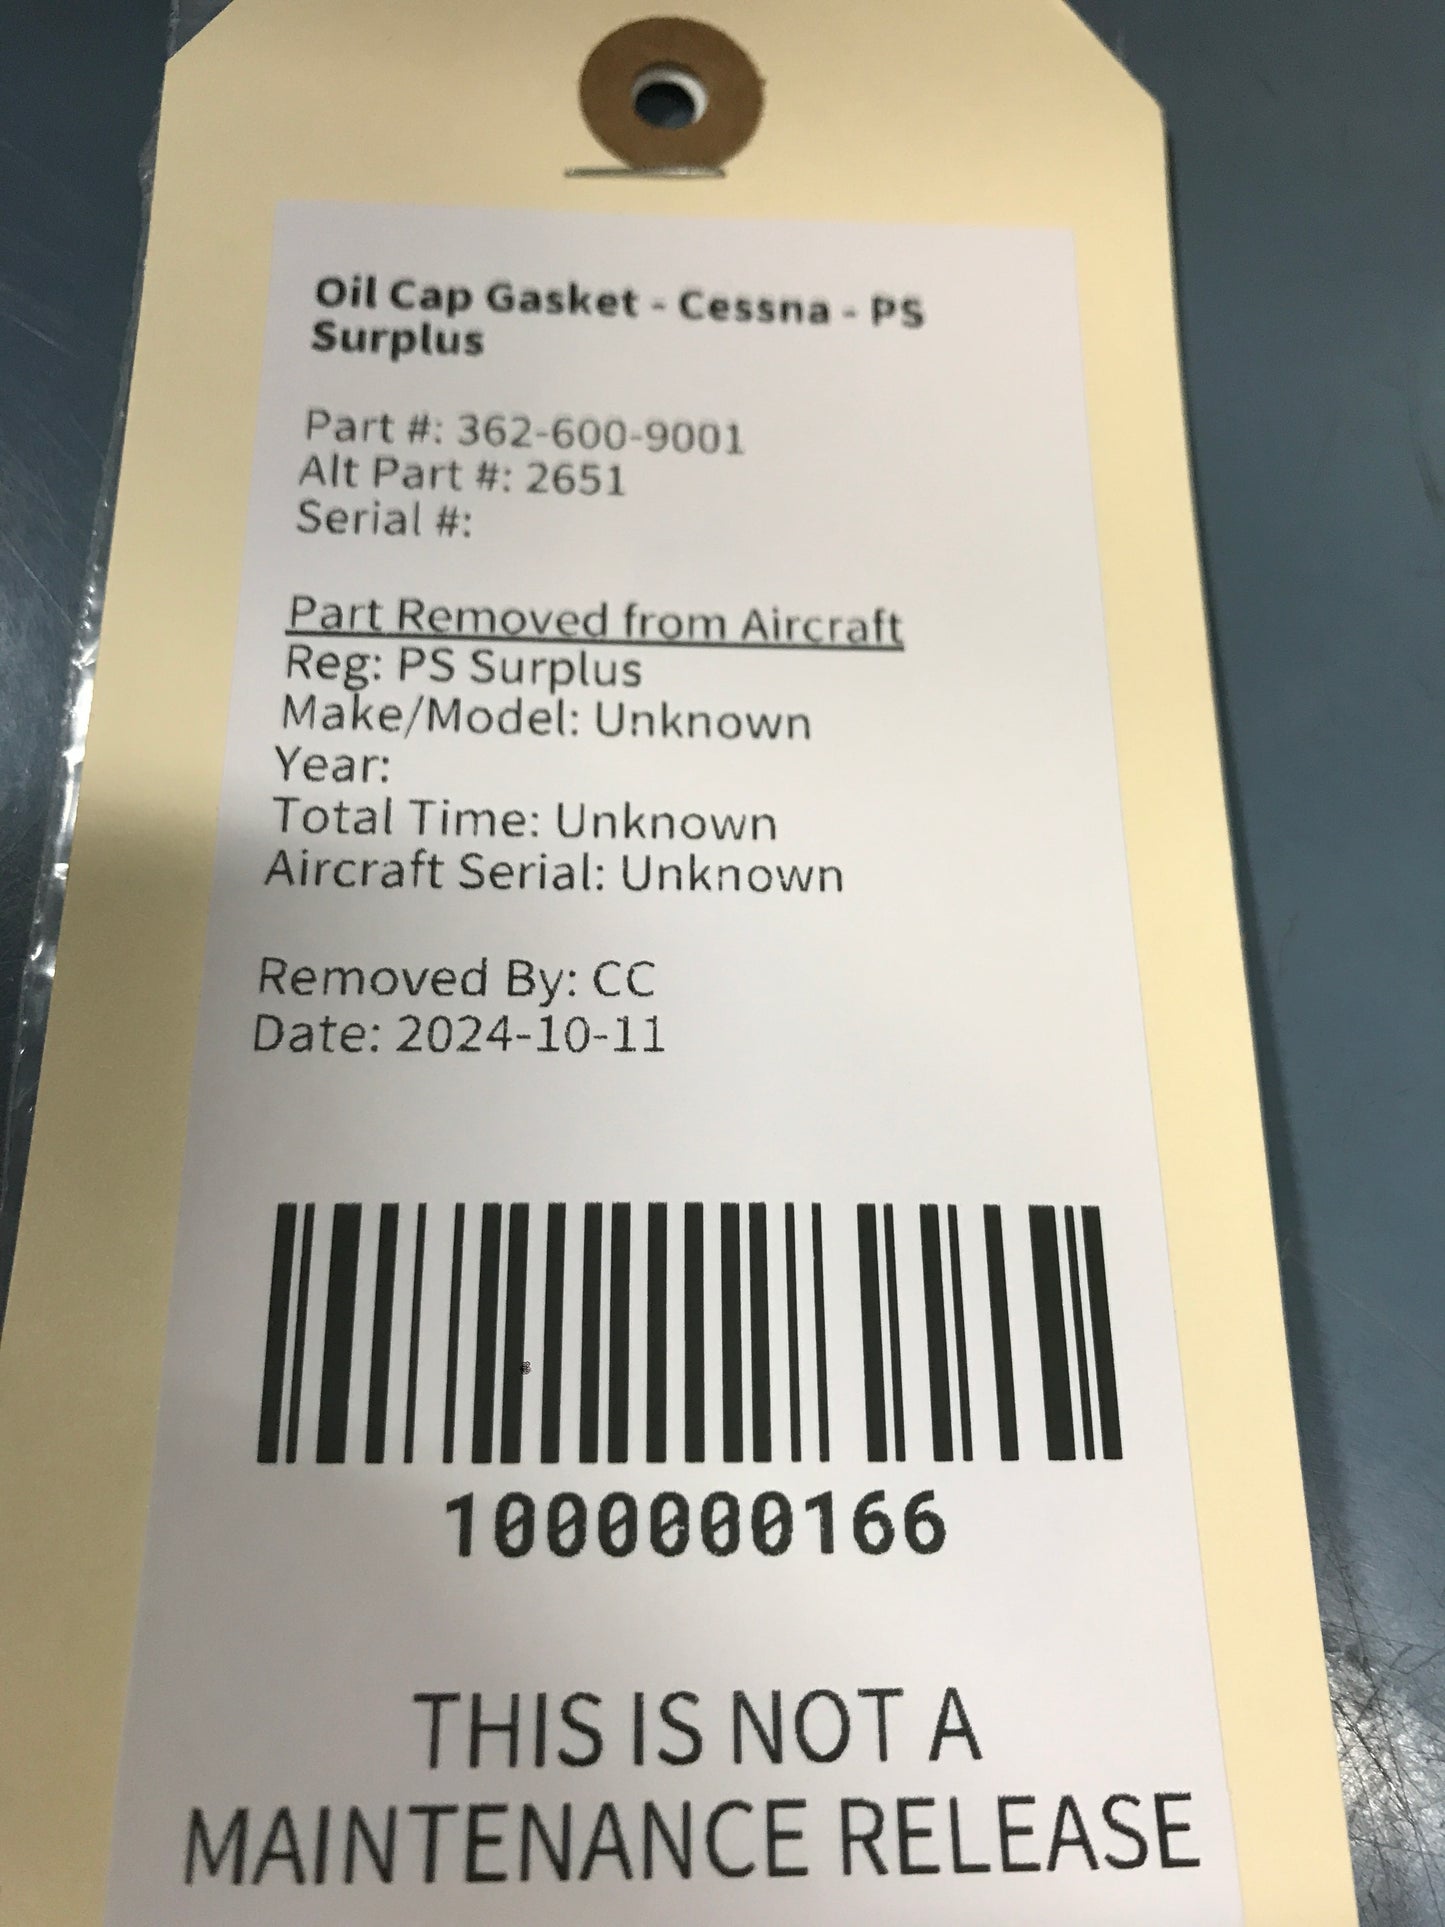 Oil Cap Gasket - Cessna - PS
Surplus
Part #: 362-600-9001
Alt Part #: 2651
Serial #:
Part Removed from Aircraft
Reg: PS Surplus
Make/Model: Unknown
Year:
Total Time: Unknown
Aircraft Serial: Unknown
Removed By: CC
Date: 2024-10-11
1000000166
THIS IS NOT A
MAINTENANCE RELEASE